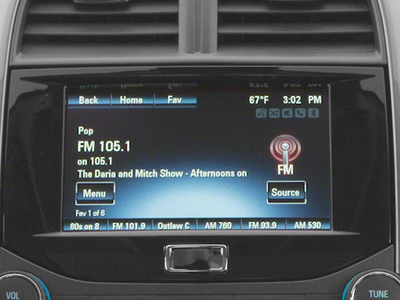 Back Home Fav 67°F 3:02 PM
Pop
FM 105.1
on 105.1
The Daria and Mitch Show - Afternoons on
FM
Menu Source
Fav 1 of 6
80s on 8 FM 101.9 Outlaw C AM 760 FM 93.9 AM 530
VOL TUNE